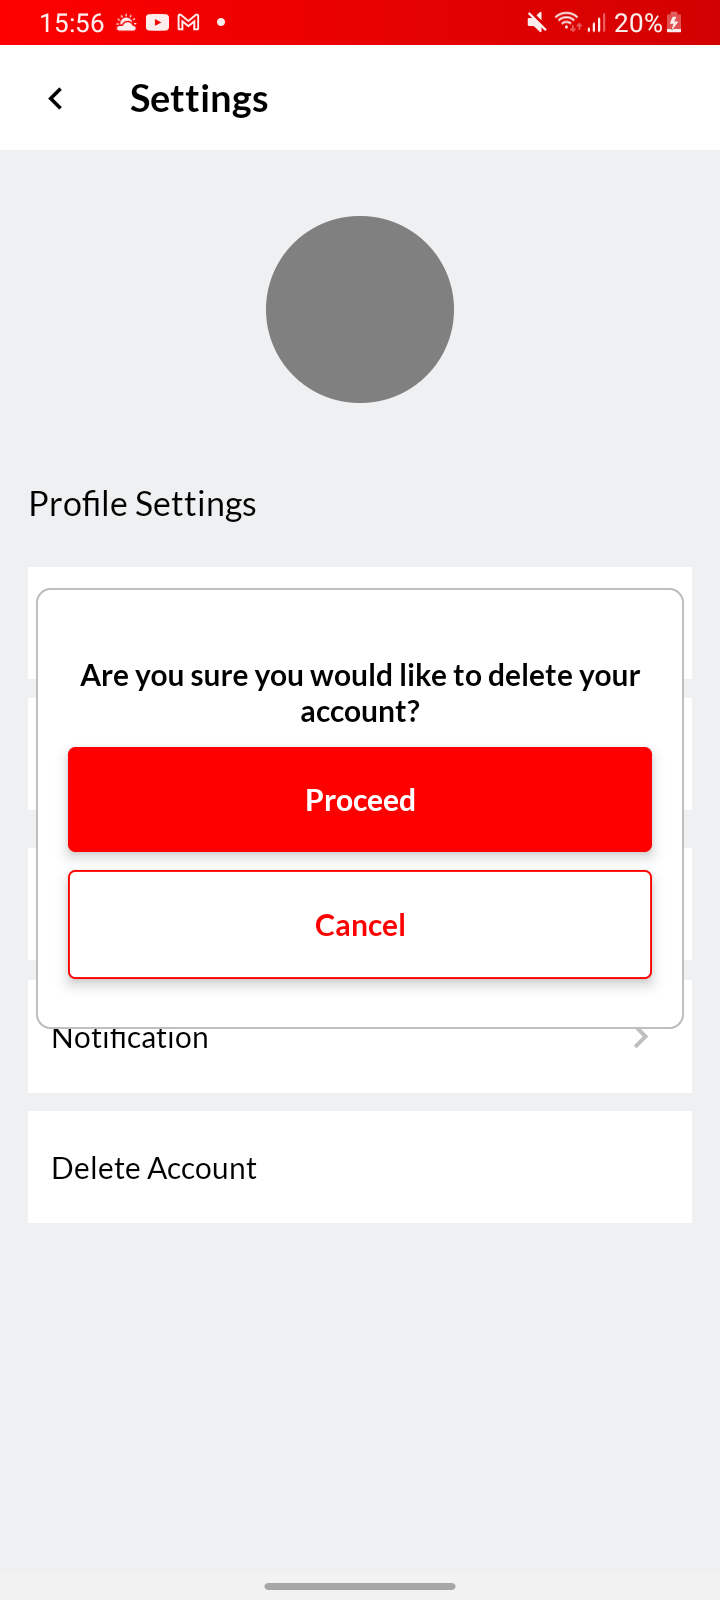 15:56
20%
Settings
Profile Settings
Are you sure you would like to delete your
account?
Proceed
Cancel
Notification
Delete Account